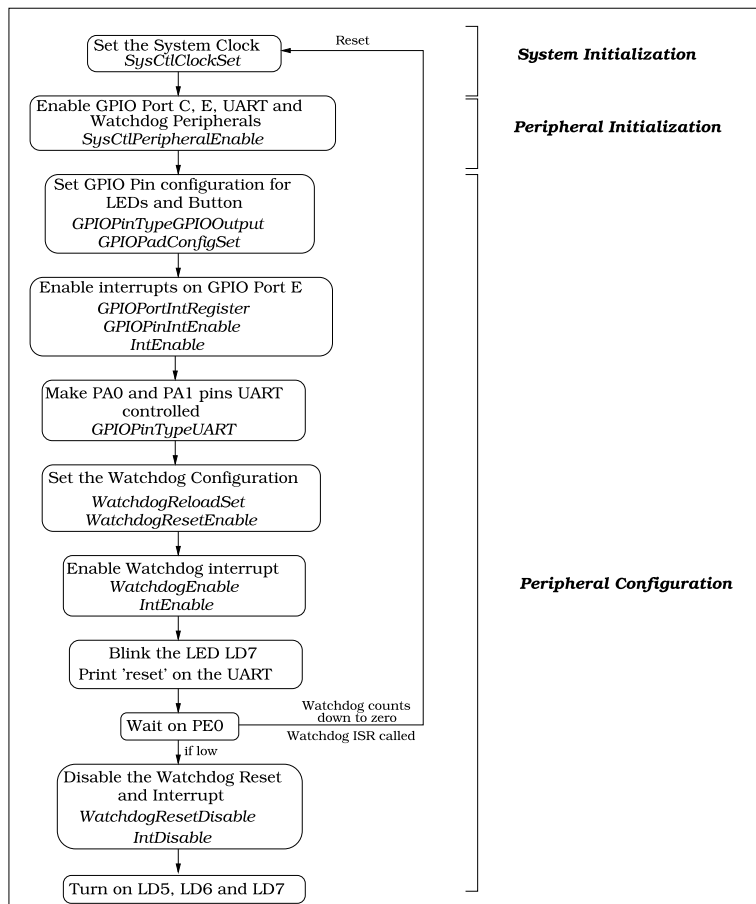 Set the System Clock
SysCtlClockSet
Reset
System Initialization
Enable GPIO Port C, E, UART and
Watchdog Peripherals
SysCtlPeripheralEnable
Peripheral Initialization
Set GPIO Pin configuration for
LEDs and Button
GPIOPinTypeGPIOOutput
GPIOPadConfigSet
Enable interrupts on GPIO Port E
GPIOPortIntRegister
GPIOPinIntEnable
IntEnable
Make PA0 and PA1 pins UART
controlled
GPIOPinTypeUART
Set the Watchdog Configuration
WatchdogReloadSet
WatchdogResetEnable
Enable Watchdog interrupt
WatchdogEnable
IntEnable
Peripheral Configuration
Blink the LED LD7
Print 'reset' on the UART
Wait on PE0
Watchdog counts
down to zero
Watchdog ISR called
if low
Disable the Watchdog Reset
and Interrupt
WatchdogResetDisable
IntDisable
Turn on LD5, LD6 and LD7